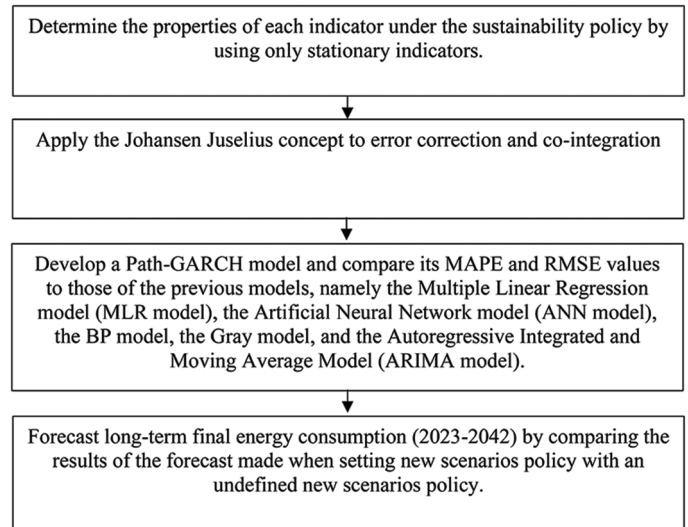 Determine the properties of each indicator under the sustainability policy by
using only stationary indicators.
Apply the Johansen Juselius concept to error correction and co-integration
Develop a Path-GARCH model and compare its MAPE and RMSE values
to those of the previous models, namely the Multiple Linear Regression
model (MLR model), the Artificial Neural Network model (ANN model),
the BP model, the Gray model, and the Autoregressive Integrated and
Moving Average Model (ARIMA model).
Forecast long-term final energy consumption (2023-2042) by comparing the
results of the forecast made when setting new scenarios policy with an
undefined new scenarios policy.